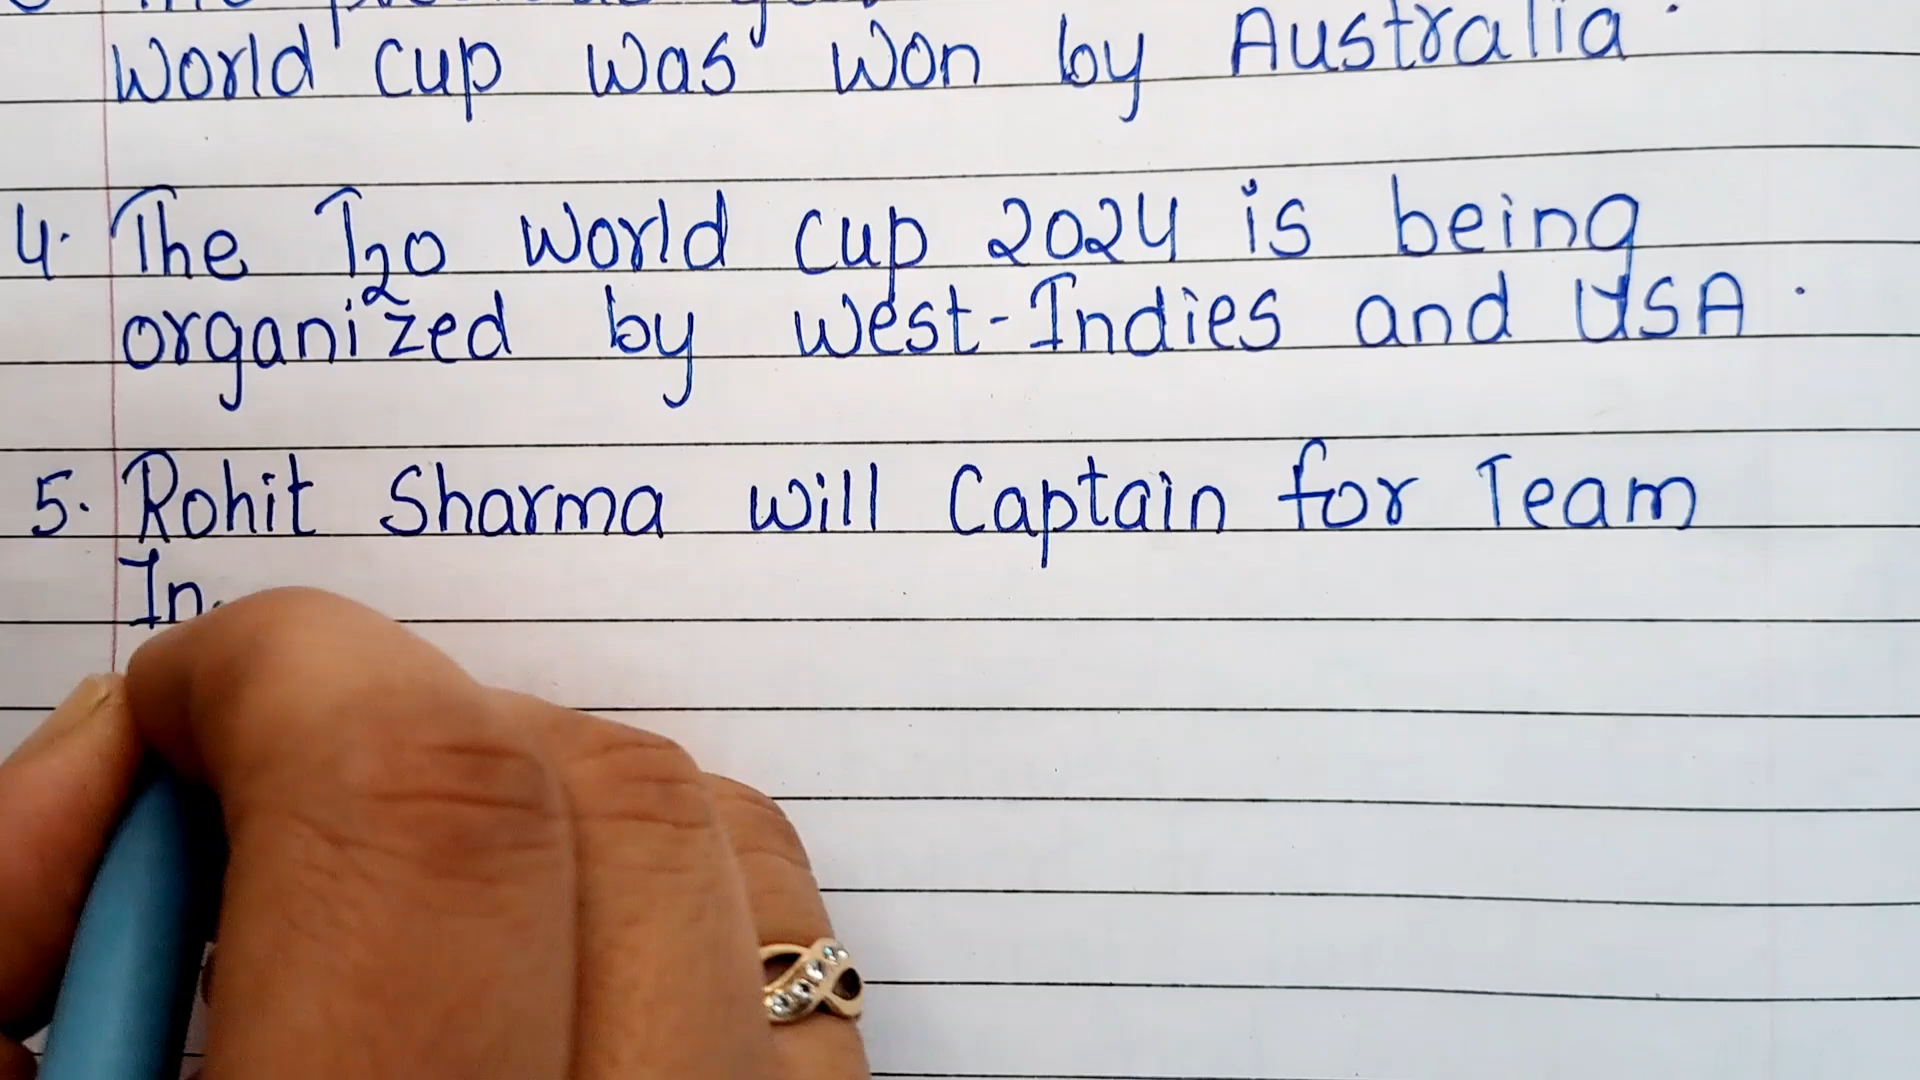 World cup was won by Australia.
4. The T20 World cup 2024 is being
organized by West-Indies and USA.
5. Rohit Sharma will Captain for Team
In